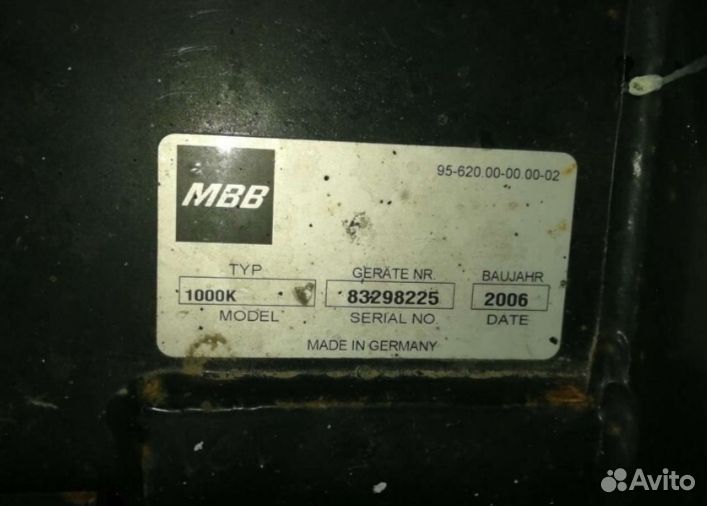 95-620.00-00.00-02
MBB
TYP GERÄTE NR. BAUJAHR
1000K 83298225 2006
MODEL SERIAL NO. DATE
MADE IN GERMANY
Avito